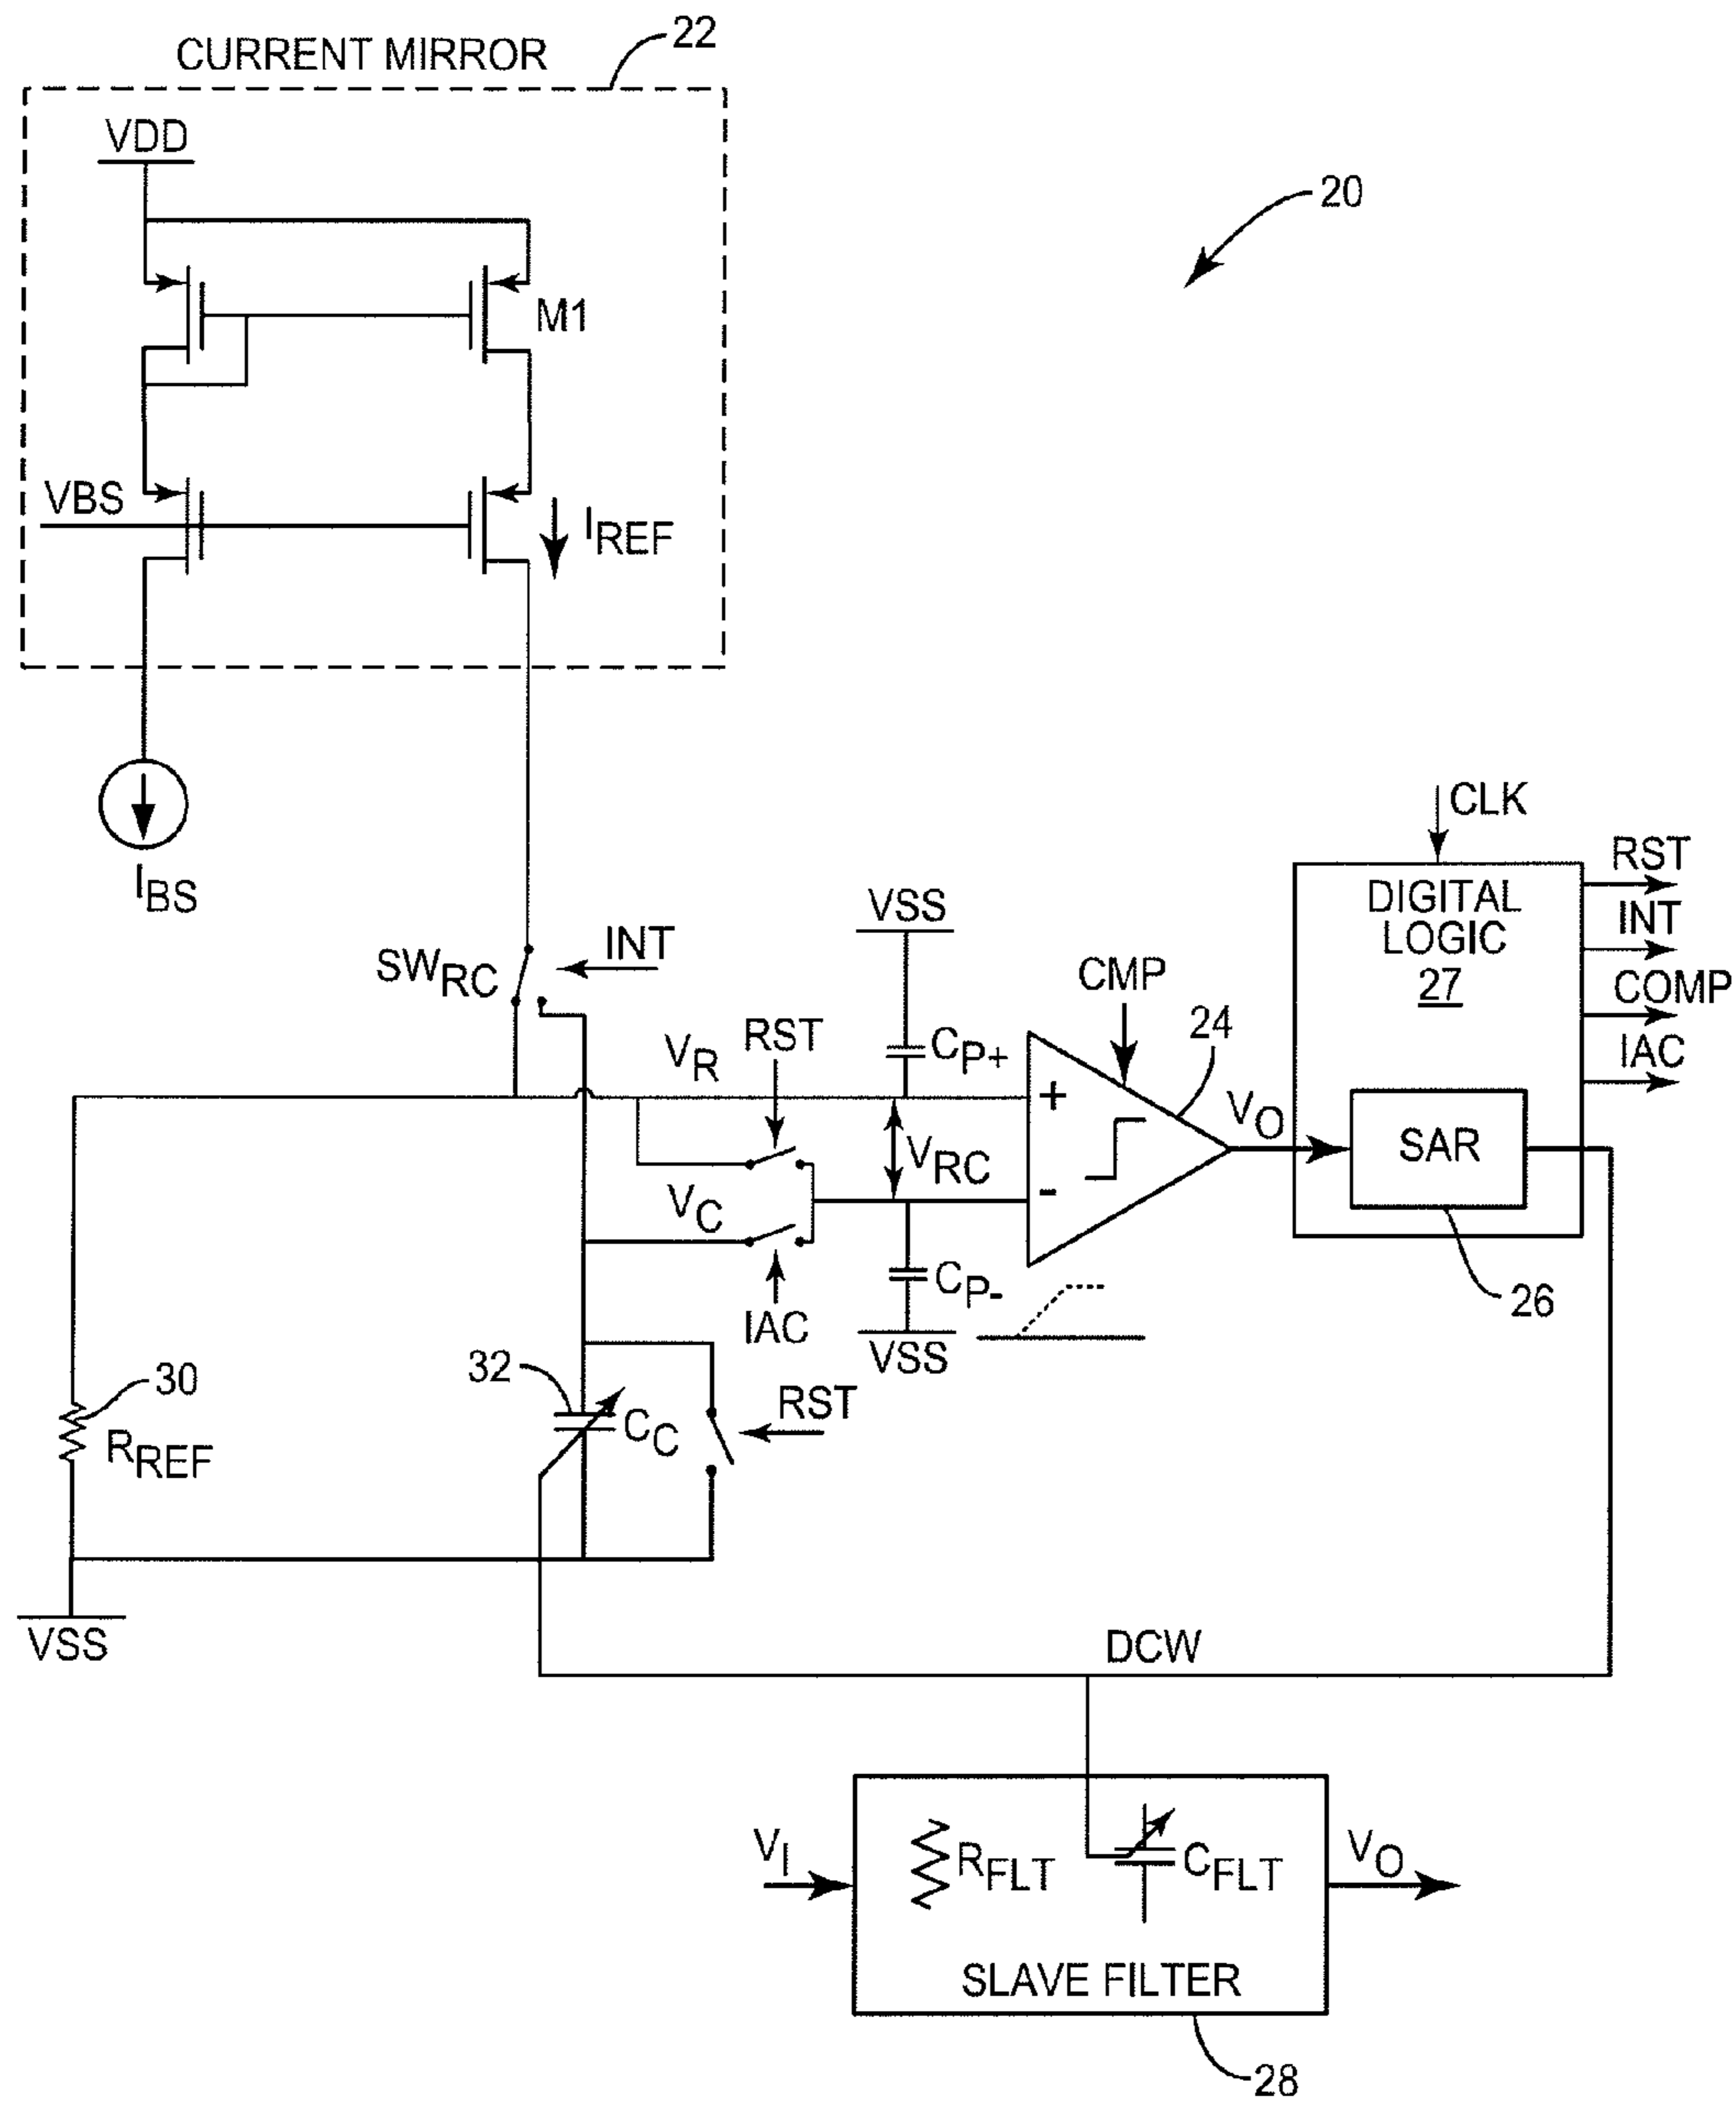 CURRENT MIRROR
22
VDD
20
M1
VBS
IREF
IBS
CLK
RST
DIGITAL
LOGIC
27
INT
COMP
IAC
VSS
SWRC
INT
CMP
24
CP+
VR
RST
+
VO
SAR
VRC
VC
-
CP-
IAC
VSS
26
30
32
RREF
CC
RST
VSS
DCW
VI
RFLT
CFLT
VO
SLAVE FILTER
28